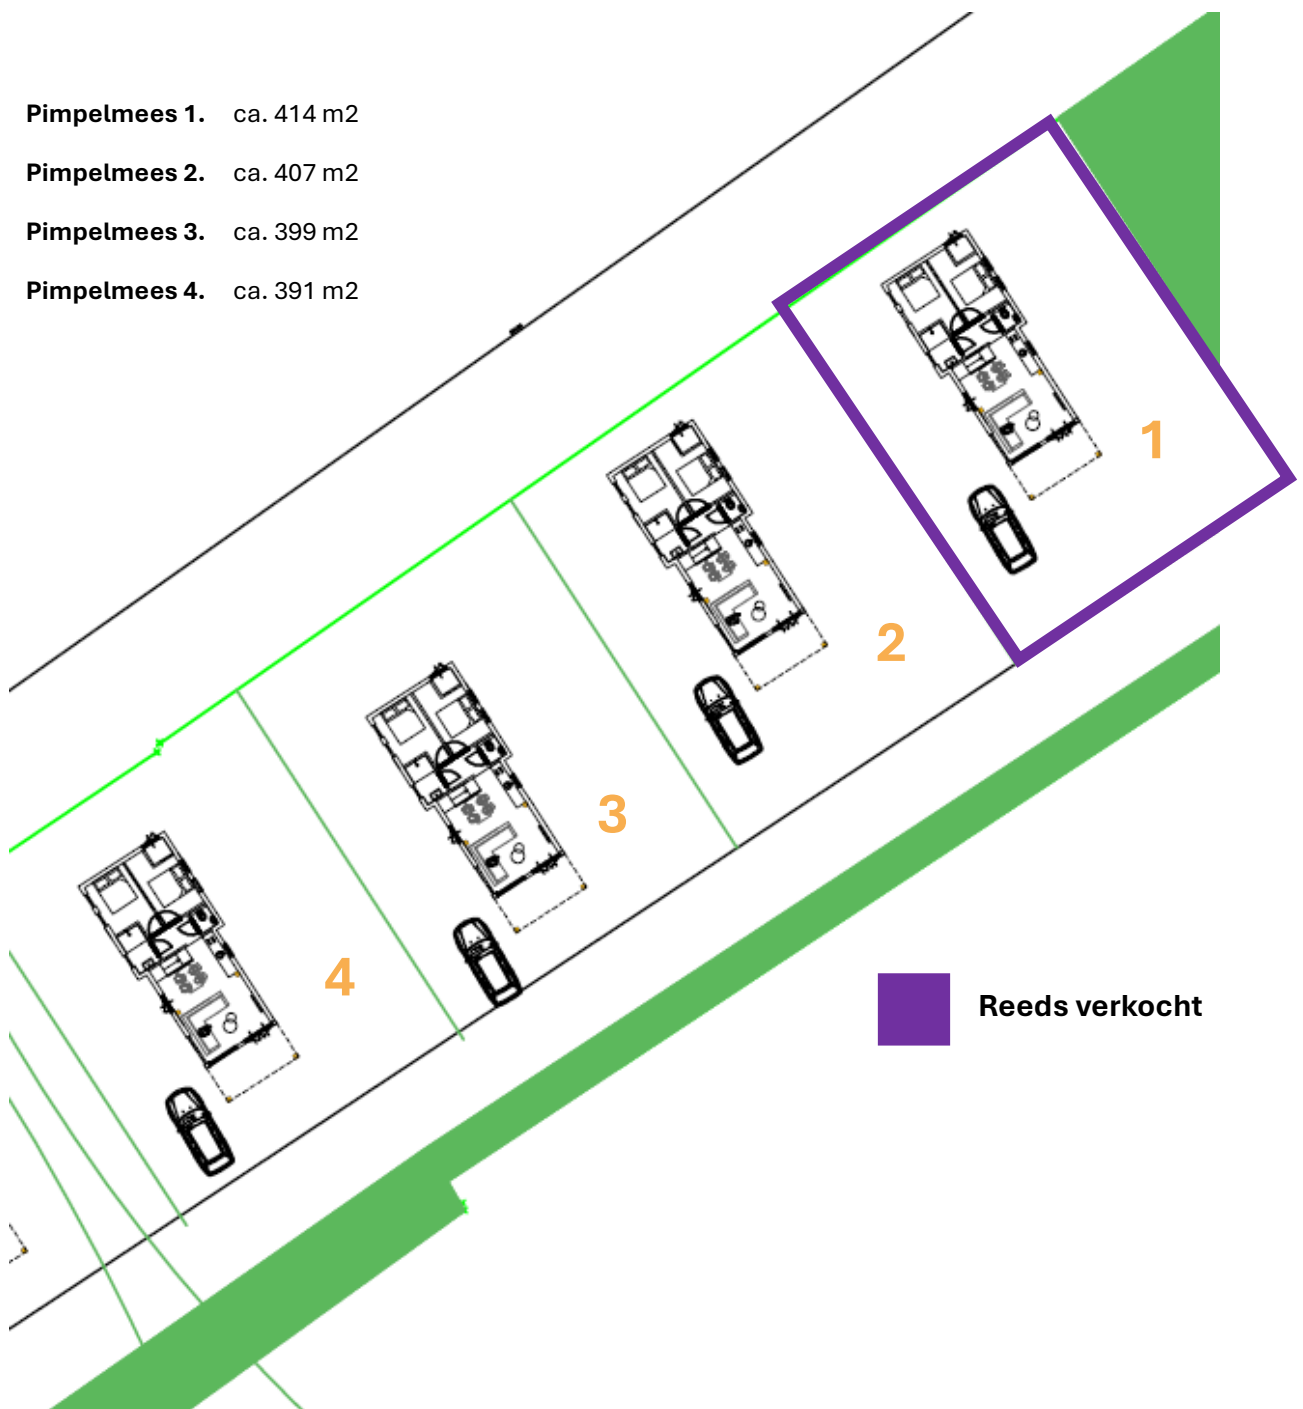 Pimpelmees 1. ca. 414 m2
Pimpelmees 2. ca. 407 m2
Pimpelmees 3. ca. 399 m2
Pimpelmees 4. ca. 391 m2
1
2
3
4
Reeds verkocht